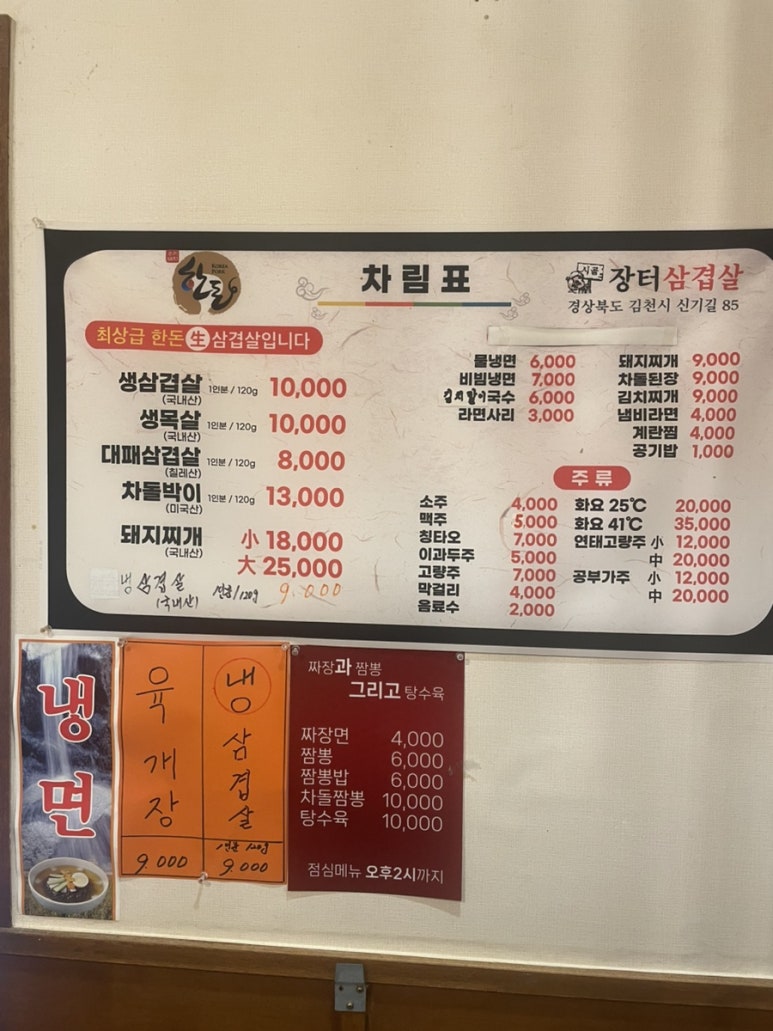 한돈
차림표
시골 장터삼겹살
경상북도 김천시 신기길 85
최상급 한돈 生 삼겹살입니다
생삼겹살 1인분 / 120g 10,000
(국내산)
생목살 1인분 / 120g 10,000
(국내산)
대패삼겹살 1인분 / 120g 8,000
(칠레산)
차돌박이 1인분 / 120g 13,000
(미국산)
돼지찌개 小 18,000
(국내산)
大 25,000
냉삼겹살 1인분/120g 9.000
(국내산)
물냉면 6,000
비빔냉면 7,000
김치말이국수 6,000
라면사리 3,000
돼지찌개 9,000
차돌된장 9,000
김치찌개 9,000
냄비라면 4,000
계란찜 4,000
공기밥 1,000
주류
소주 4,000
맥주 5,000
칭타오 7,000
이과두주 5,000
고량주 7,000
막걸리 4,000
음료수 2,000
화요 25℃ 20,000
화요 41℃ 35,000
연태고량주 小 12,000
中 20,000
공부가주 小 12,000
中 20,000
냉면
육개장
9.000
냉삼겹살
1인분 120g
9.000
짜장과 짬뽕
그리고 탕수육
짜장면 4,000
짬뽕 6,000
짬뽕밥 6,000
차돌짬뽕 10,000
탕수육 10,000
점심메뉴 오후2시까지